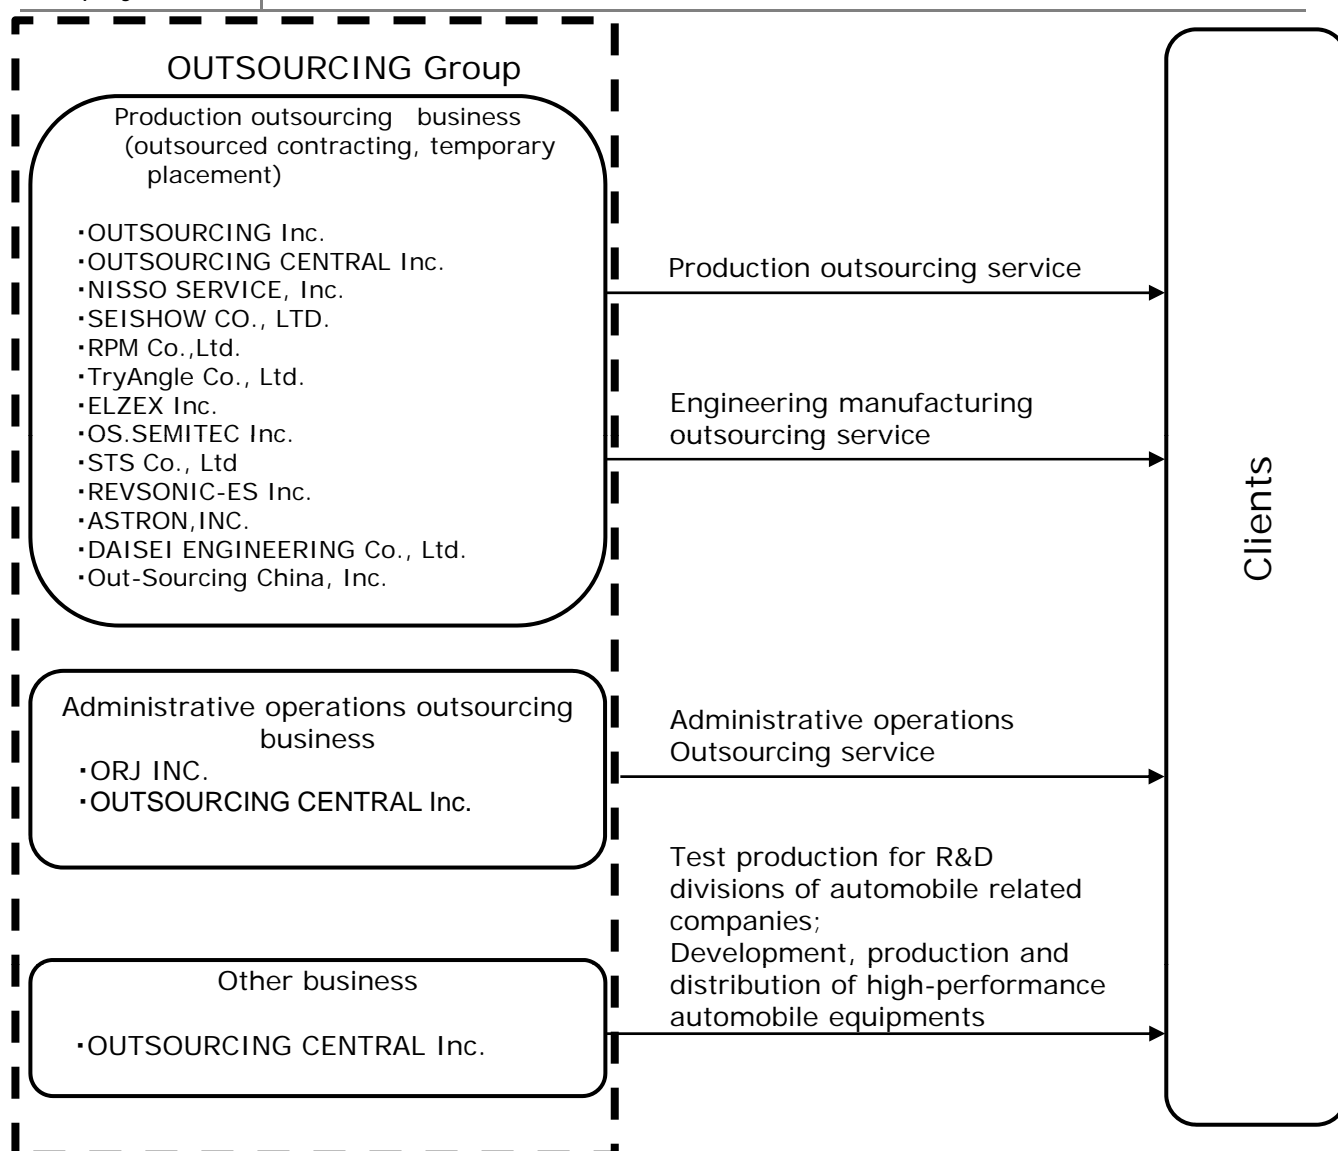 OUTSOURCING Group
Production outsourcing business
(outsourced contracting, temporary
placement)
・OUTSOURCING Inc.
・OUTSOURCING CENTRAL Inc.
・NISSO SERVICE, Inc.
・SEISHOW CO., LTD.
・RPM Co.,Ltd.
・TryAngle Co., Ltd.
・ELZEX Inc.
・OS.SEMITEC Inc.
・STS Co., Ltd
・REVSONIC-ES Inc.
・ASTRON,INC.
・DAISEI ENGINEERING Co., Ltd.
・Out-Sourcing China, Inc.
Production outsourcing service
Engineering manufacturing
outsourcing service
Administrative operations outsourcing
business
・ORJ INC.
・OUTSOURCING CENTRAL Inc.
Administrative operations
Outsourcing service
Other business
・OUTSOURCING CENTRAL Inc.
Test production for R&D
divisions of automobile related
companies;
Development, production and
distribution of high-performance
automobile equipments
Clients